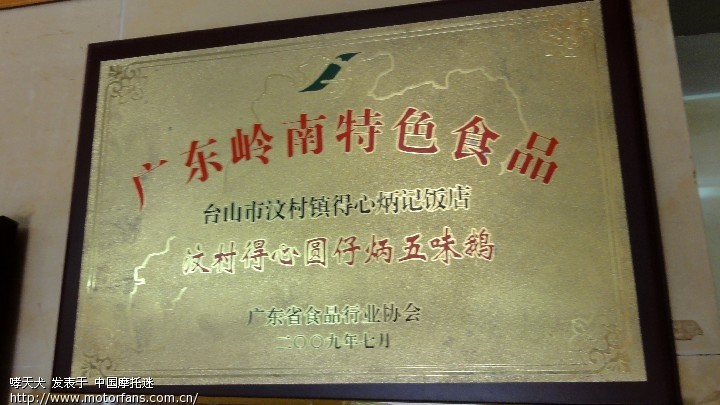 广东岭南特色食品
台山市汶村镇得心炳记饭店
汶村得心圆仔炳五味鹅
广东省食品行业协会
二〇〇九年七月
哮天犬 发表于 中国摩托迷
http://www.motorfans.com.cn/